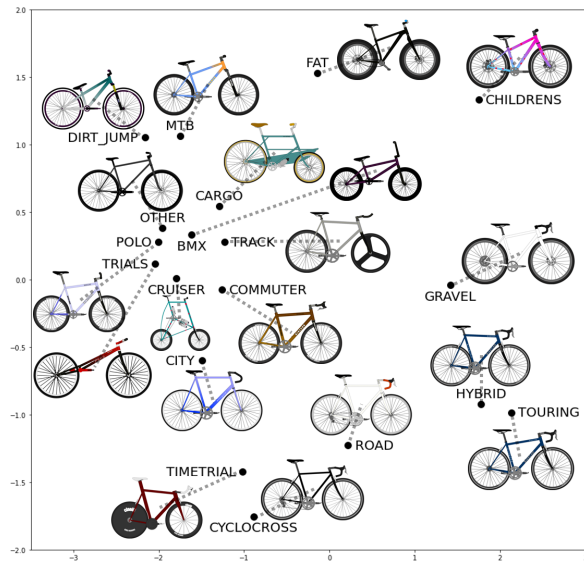 2.0
FAT
1.5
CHILDRENS
DIRT_JUMP
MTB
1.0
CARGO
0.5
OTHER
POLO
BMX
TRACK
TRIALS
0.0
CRUISER
COMMUTER
GRAVEL
−0.5
CITY
HYBRID
−1.0
TOURING
ROAD
TIMETRIAL
−1.5
CYCLOCROSS
−2.0
−3 −2 −1 0 1 2